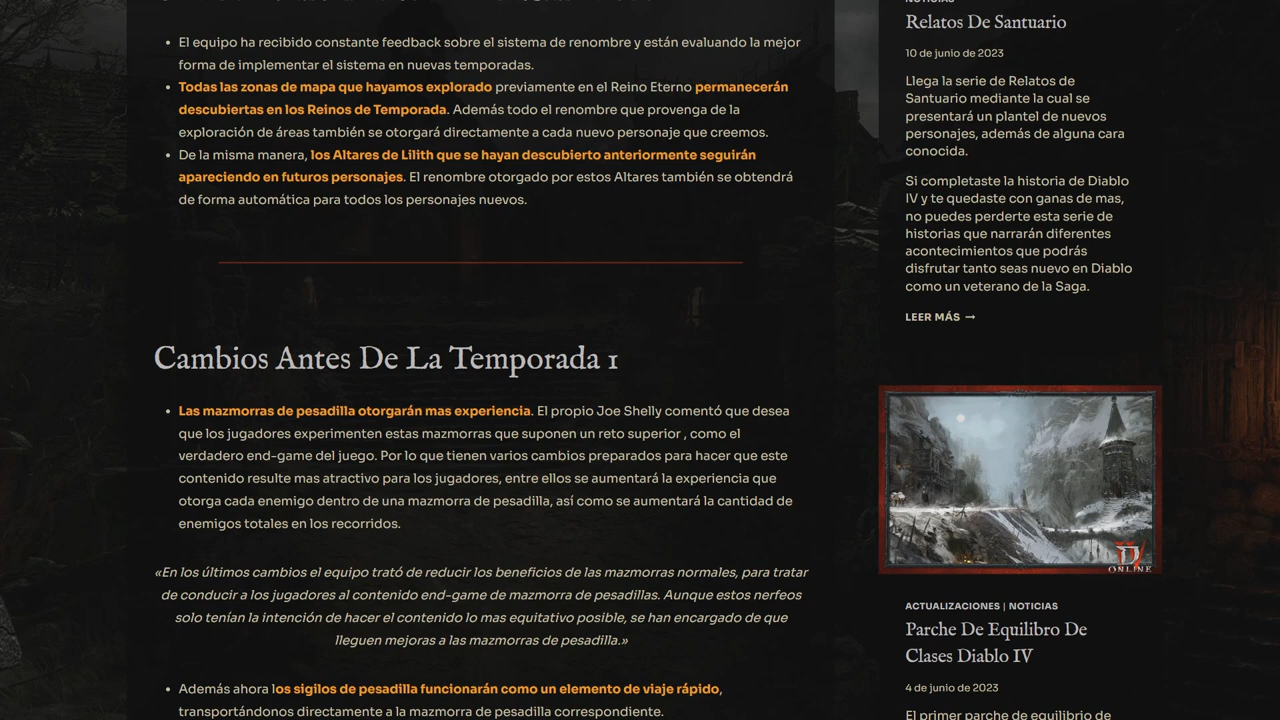 El equipo ha recibido constante feedback sobre el sistema de renombre y están evaluando la mejor
forma de implementar el sistema en nuevas temporadas.
Todas las zonas de mapa que hayamos explorado previamente en el Reino Eterno permanecerán
descubiertas en los Reinos de Temporada. Además todo el renombre que provenga de la
exploración de áreas también se otorgará directamente a cada nuevo personaje que creemos.
De la misma manera, los Altares de Lilith que se hayan descubierto anteriormente seguirán
apareciendo en futuros personajes. El renombre otorgado por estos Altares también se obtendrá
de forma automática para todos los personajes nuevos.
Cambios Antes De La Temporada 1
Las mazmorras de pesadilla otorgarán mas experiencia. El propio Joe Shelly comentó que desea
que los jugadores experimenten estas mazmorras que suponen un reto superior , como el
verdadero end-game del juego. Por lo que tienen varios cambios preparados para hacer que este
contenido resulte mas atractivo para los jugadores, entre ellos se aumentará la experiencia que
otorga cada enemigo dentro de una mazmorra de pesadilla, así como se aumentará la cantidad de
enemigos totales en los recorridos.
«En los últimos cambios el equipo trató de reducir los beneficios de las mazmorras normales, para tratar
de conducir a los jugadores al contenido end-game de mazmorra de pesadillas. Aunque estos nerfeos
solo tenían la intención de hacer el contenido lo mas equitativo posible, se han encargado de que
lleguen mejoras a las mazmorras de pesadilla.»
Además ahora los sigilos de pesadilla funcionarán como un elemento de viaje rápido,
transportándonos directamente a la mazmorra de pesadilla correspondiente.
NOTICIAS
Relatos De Santuario
10 de junio de 2023
Llega la serie de Relatos de
Santuario mediante la cual se
presentará un plantel de nuevos
personajes, además de alguna cara
conocida.
Si completaste la historia de Diablo
IV y te quedaste con ganas de mas,
no puedes perderte esta serie de
historias que narrarán diferentes
acontecimientos que podrás
disfrutar tanto seas nuevo en Diablo
como un veterano de la Saga.
LEER MÁS →
ONLINE
ACTUALIZACIONES | NOTICIAS
Parche De Equilibro De
Clases Diablo IV
4 de junio de 2023
El primer parche de equilibrio de